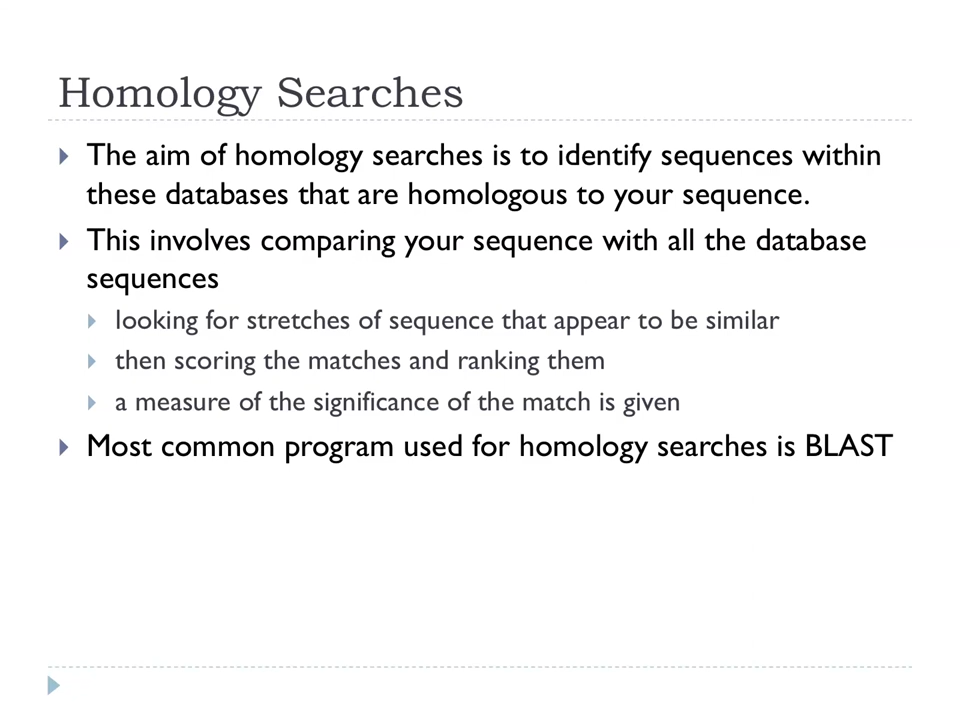 Homology Searches
The aim of homology searches is to identify sequences within
these databases that are homologous to your sequence.
This involves comparing your sequence with all the database
sequences
looking for stretches of sequence that appear to be similar
then scoring the matches and ranking them
a measure of the significance of the match is given
Most common program used for homology searches is BLAST